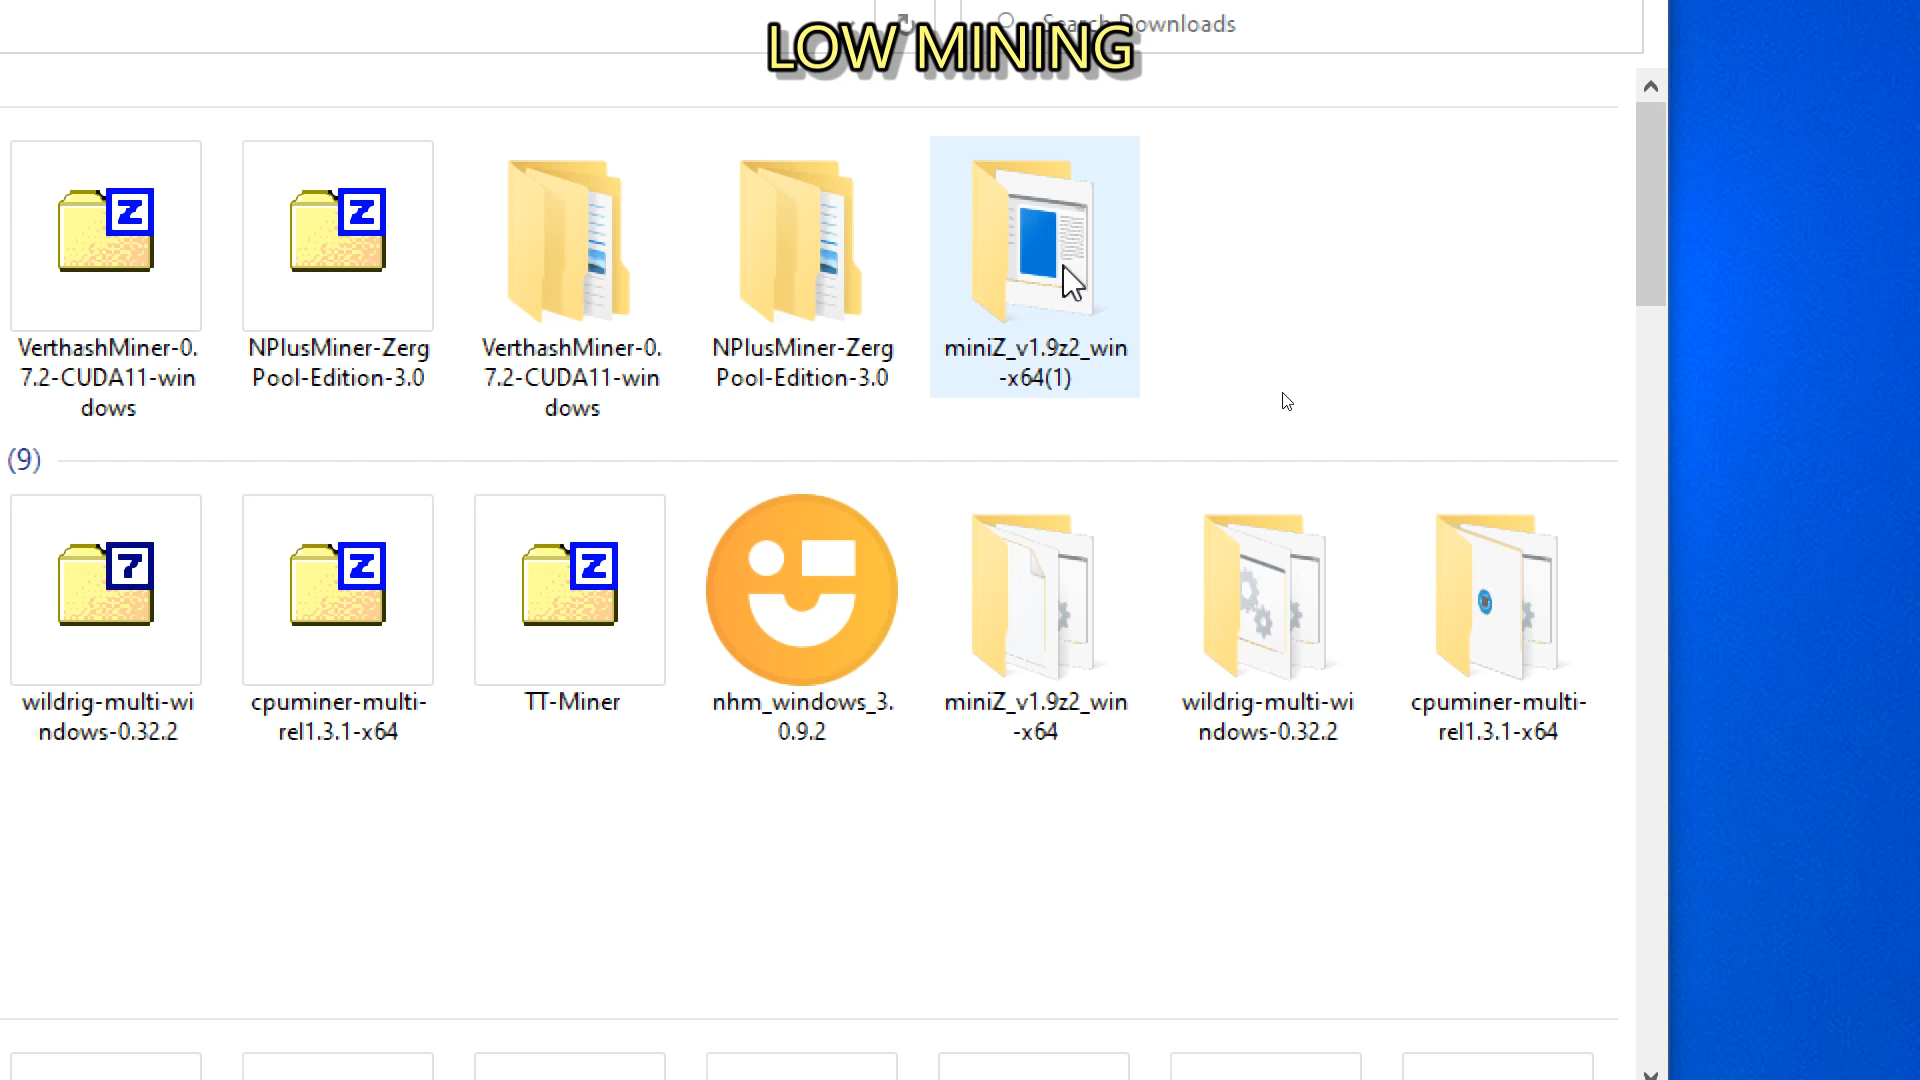 Search Downloads
LOW MINING
Z
Z
VerthashMiner-0.
7.2-CUDA11-win
dows
NPlusMiner-Zerg
Pool-Edition-3.0
VerthashMiner-0.
7.2-CUDA11-win
dows
NPlusMiner-Zerg
Pool-Edition-3.0
miniZ_v1.9z2_win
-x64(1)
(9)
7
Z
Z
wildrig-multi-wi
ndows-0.32.2
cpuminer-multi-
rel1.3.1-x64
TT-Miner
nhm_windows_3.
0.9.2
miniZ_v1.9z2_win
-x64
wildrig-multi-wi
ndows-0.32.2
cpuminer-multi-
rel1.3.1-x64